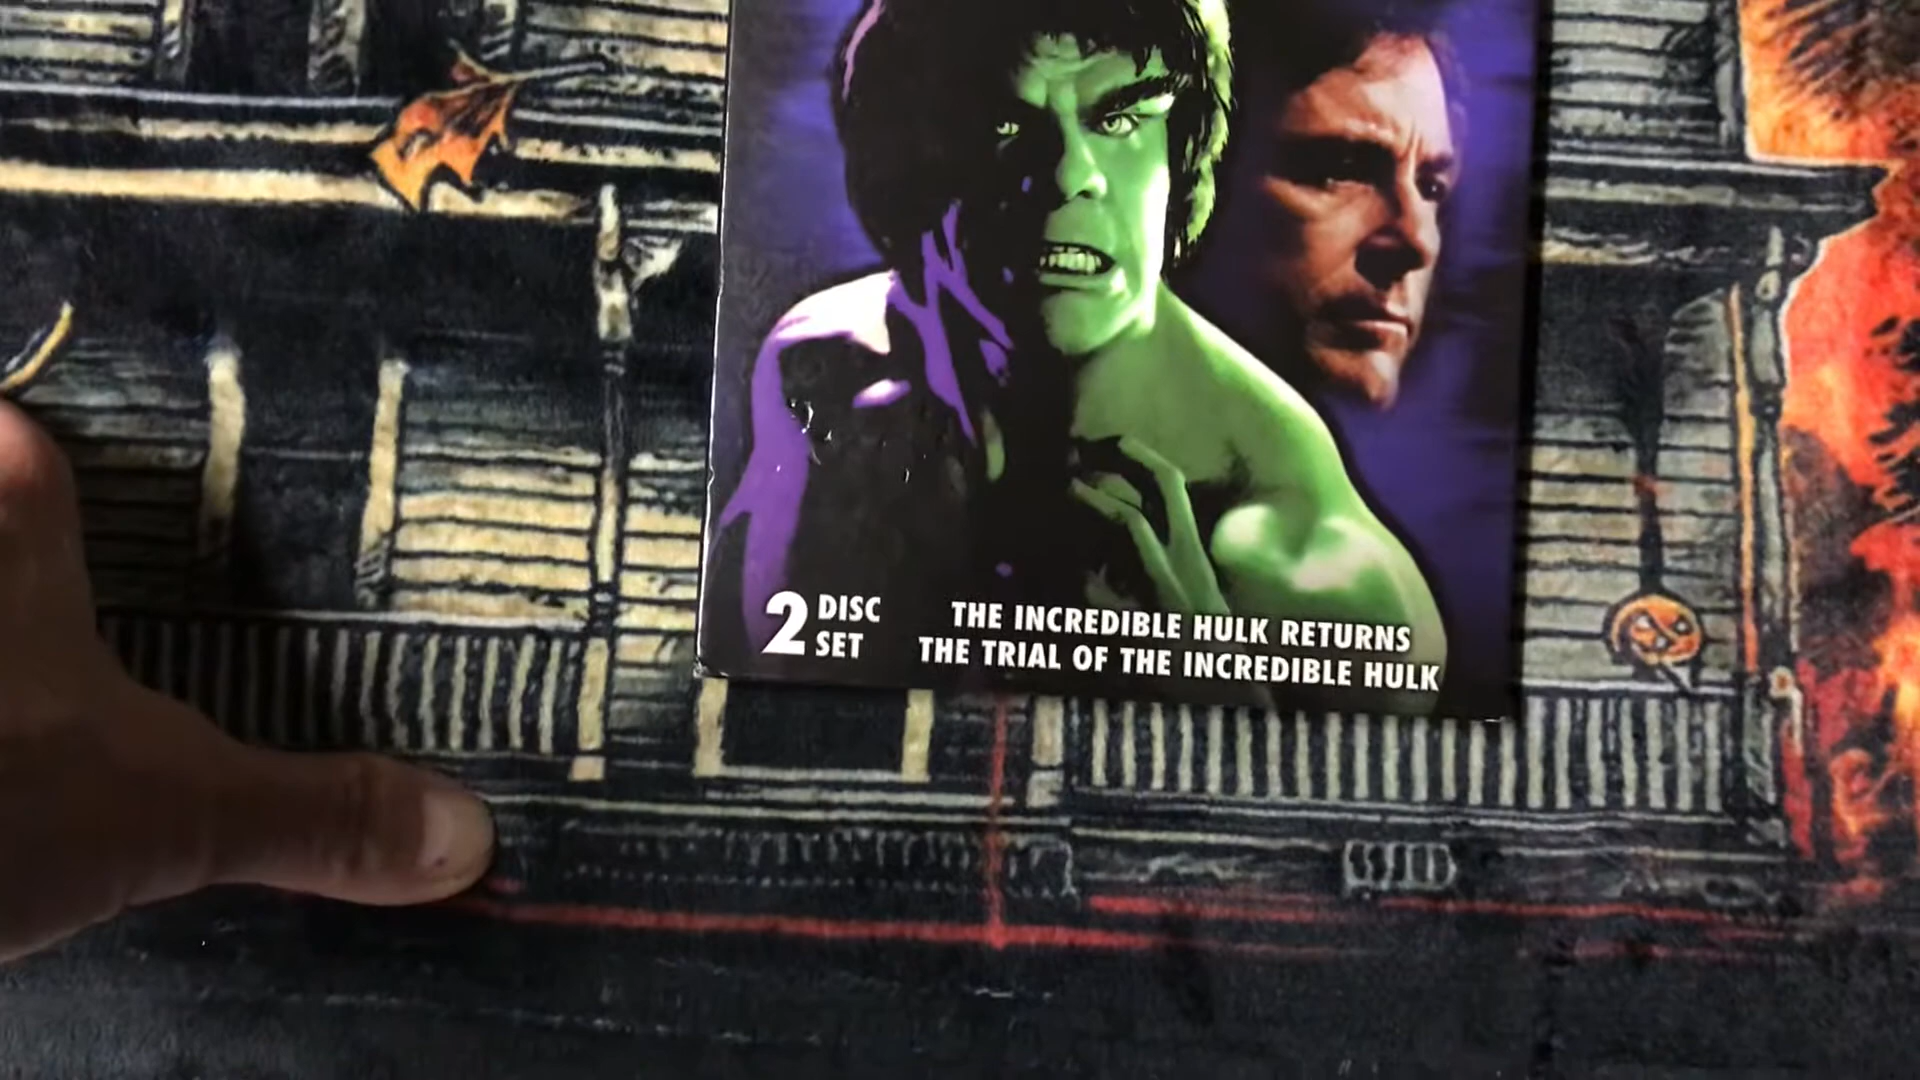 2 DISC
SET
THE INCREDIBLE HULK RETURNS
THE TRIAL OF THE INCREDIBLE HULK